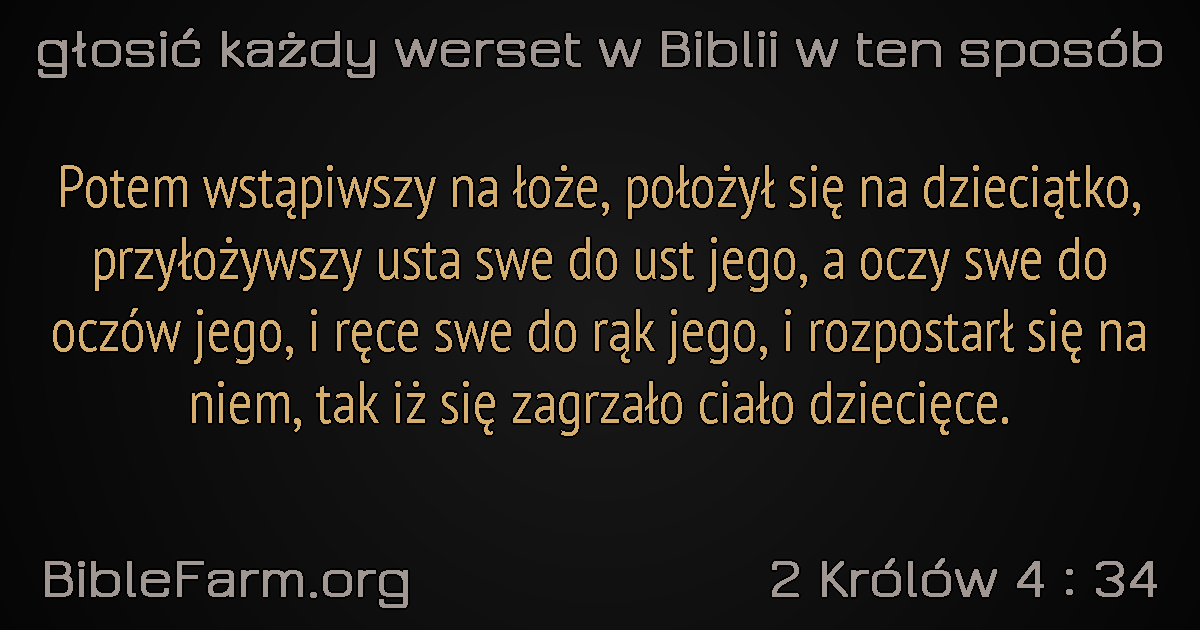 głosić każdy werset w Biblii w ten sposób
Potem wstąpiwszy na łoże, położył się na dzieciątko,
przyłożywszy usta swe do ust jego, a oczy swe do
oczów jego, i ręce swe do rąk jego, i rozpostarł się na
niem, tak iż się zagrzało ciało dziecięce.
BibleFarm.org
2 Królów 4 : 34